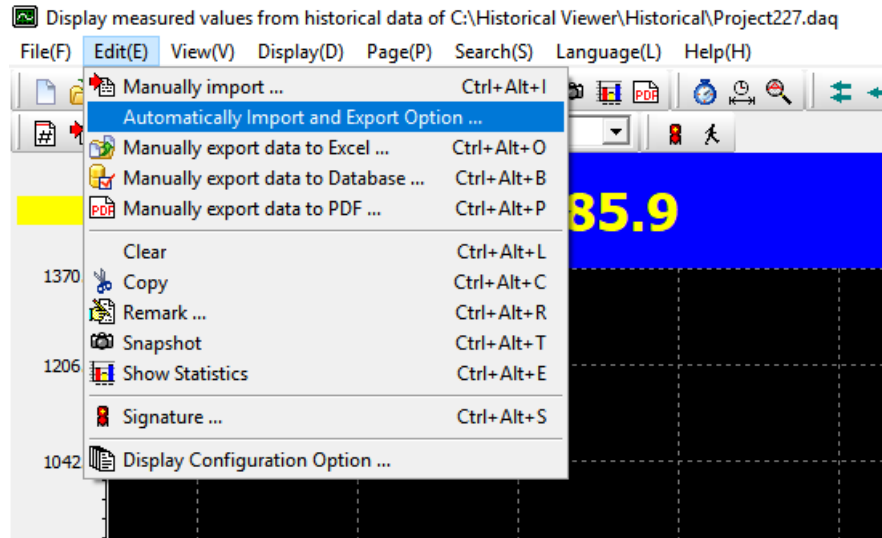 Display measured values from historical data of C:\Historical Viewer\Historical\Project227.daq
File(F) Edit(E) View(V) Display(D) Page(P) Search(S) Language(L) Help(H)
Manually import ... Ctrl+Alt+I
PDF
Automatically Import and Export Option ...
#
Manually export data to Excel ... Ctrl+Alt+O
Manually export data to Database ... Ctrl+Alt+B
PDF Manually export data to PDF ... Ctrl+Alt+P
85.9
Clear Ctrl+Alt+L
1370
Copy Ctrl+Alt+C
Remark ... Ctrl+Alt+R
Snapshot Ctrl+Alt+T
1206
Show Statistics Ctrl+Alt+E
Signature ... Ctrl+Alt+S
1042
Display Configuration Option ...